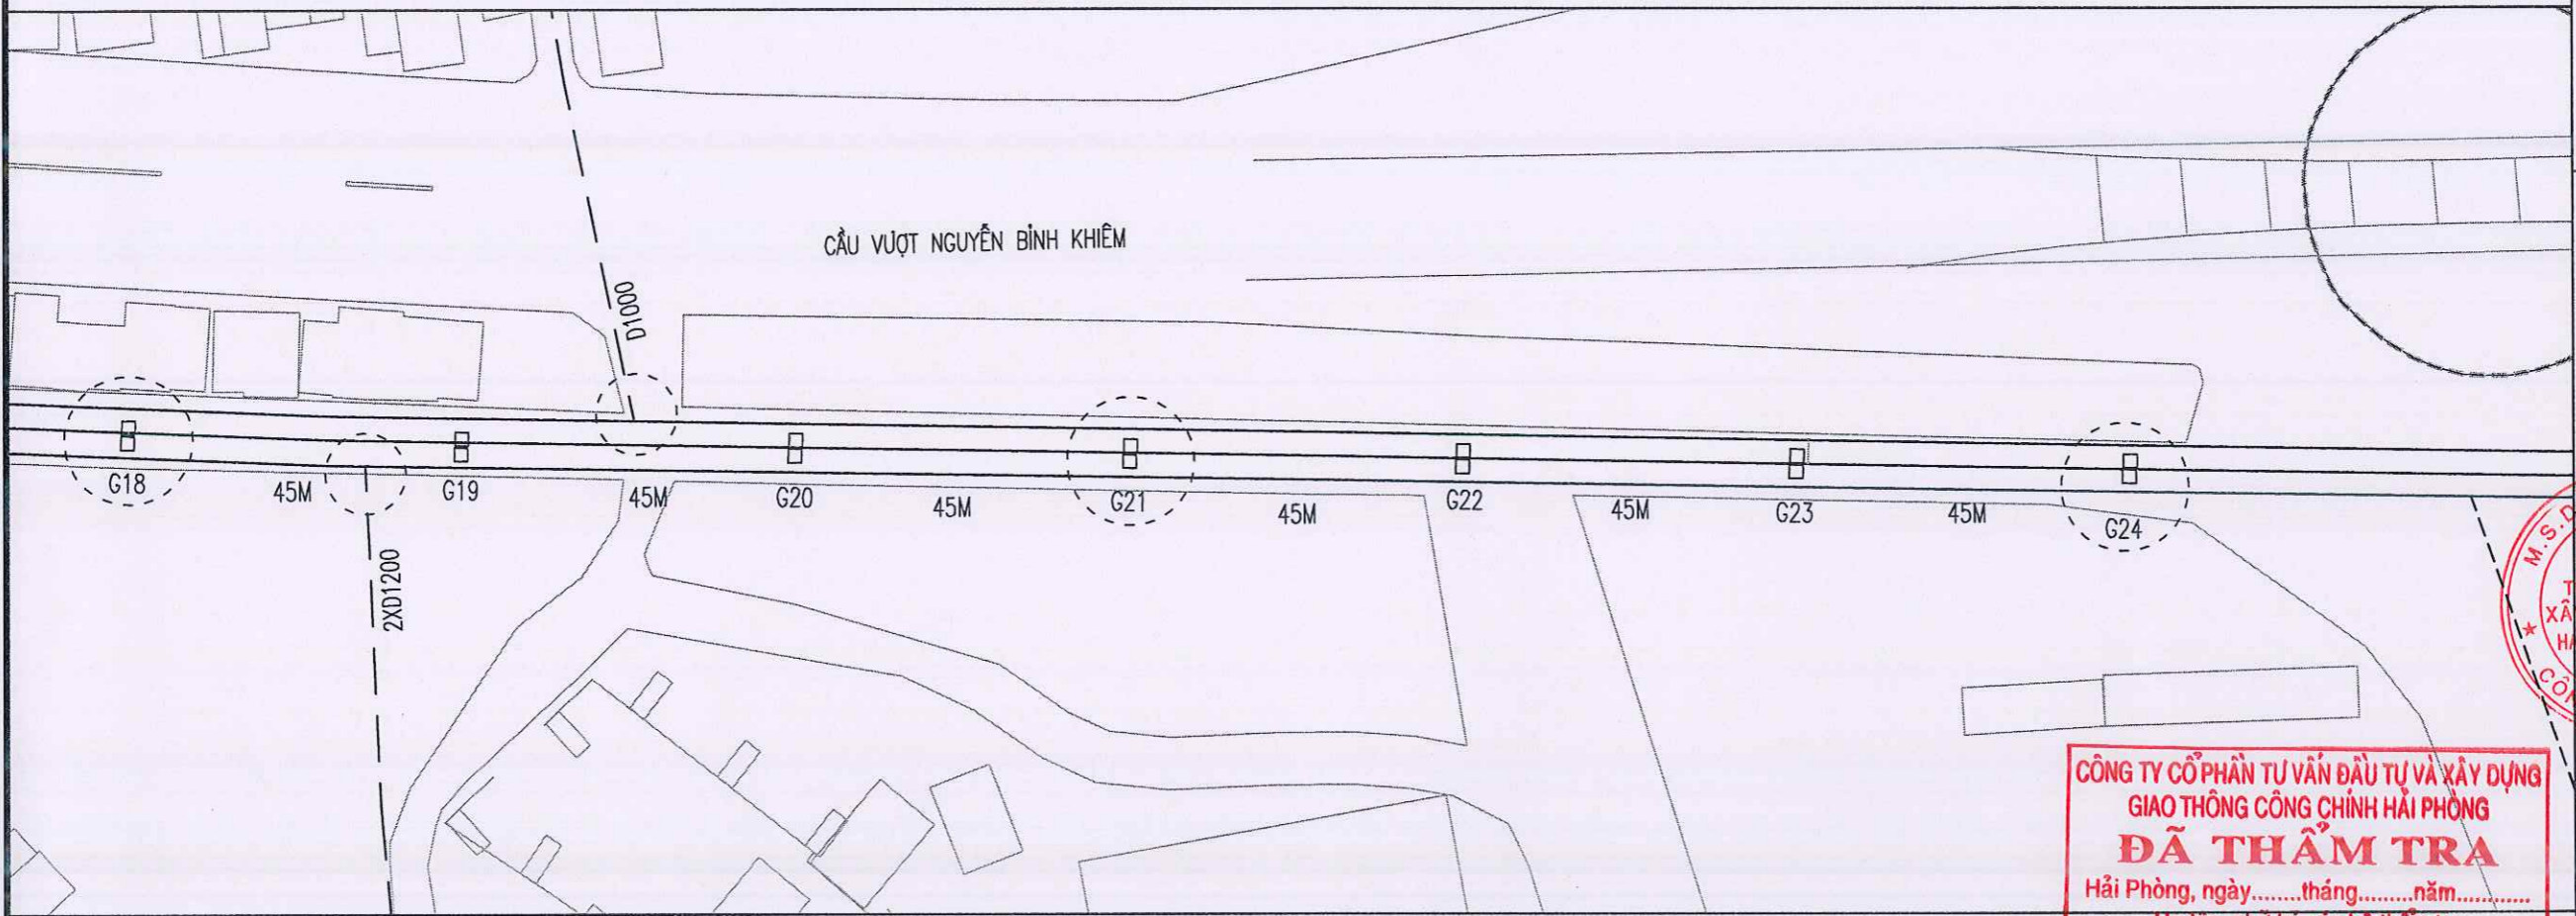 CẦU VƯỢT NGUYỄN BỈNH KHIÊM
D1000
G18
45M
G19
45M
G20
45M
G21
45M
G22
45M
G23
45M
G24
2XD1200
M.S.D
XÂ
CÔN
CÔNG TY CỔ PHẦN TƯ VẤN ĐẦU TƯ VÀ XÂY DỰNG
GIAO THÔNG CÔNG CHÍNH HẢI PHÒNG
ĐÃ THẨM TRA
Hải Phòng, ngày........tháng.........năm............